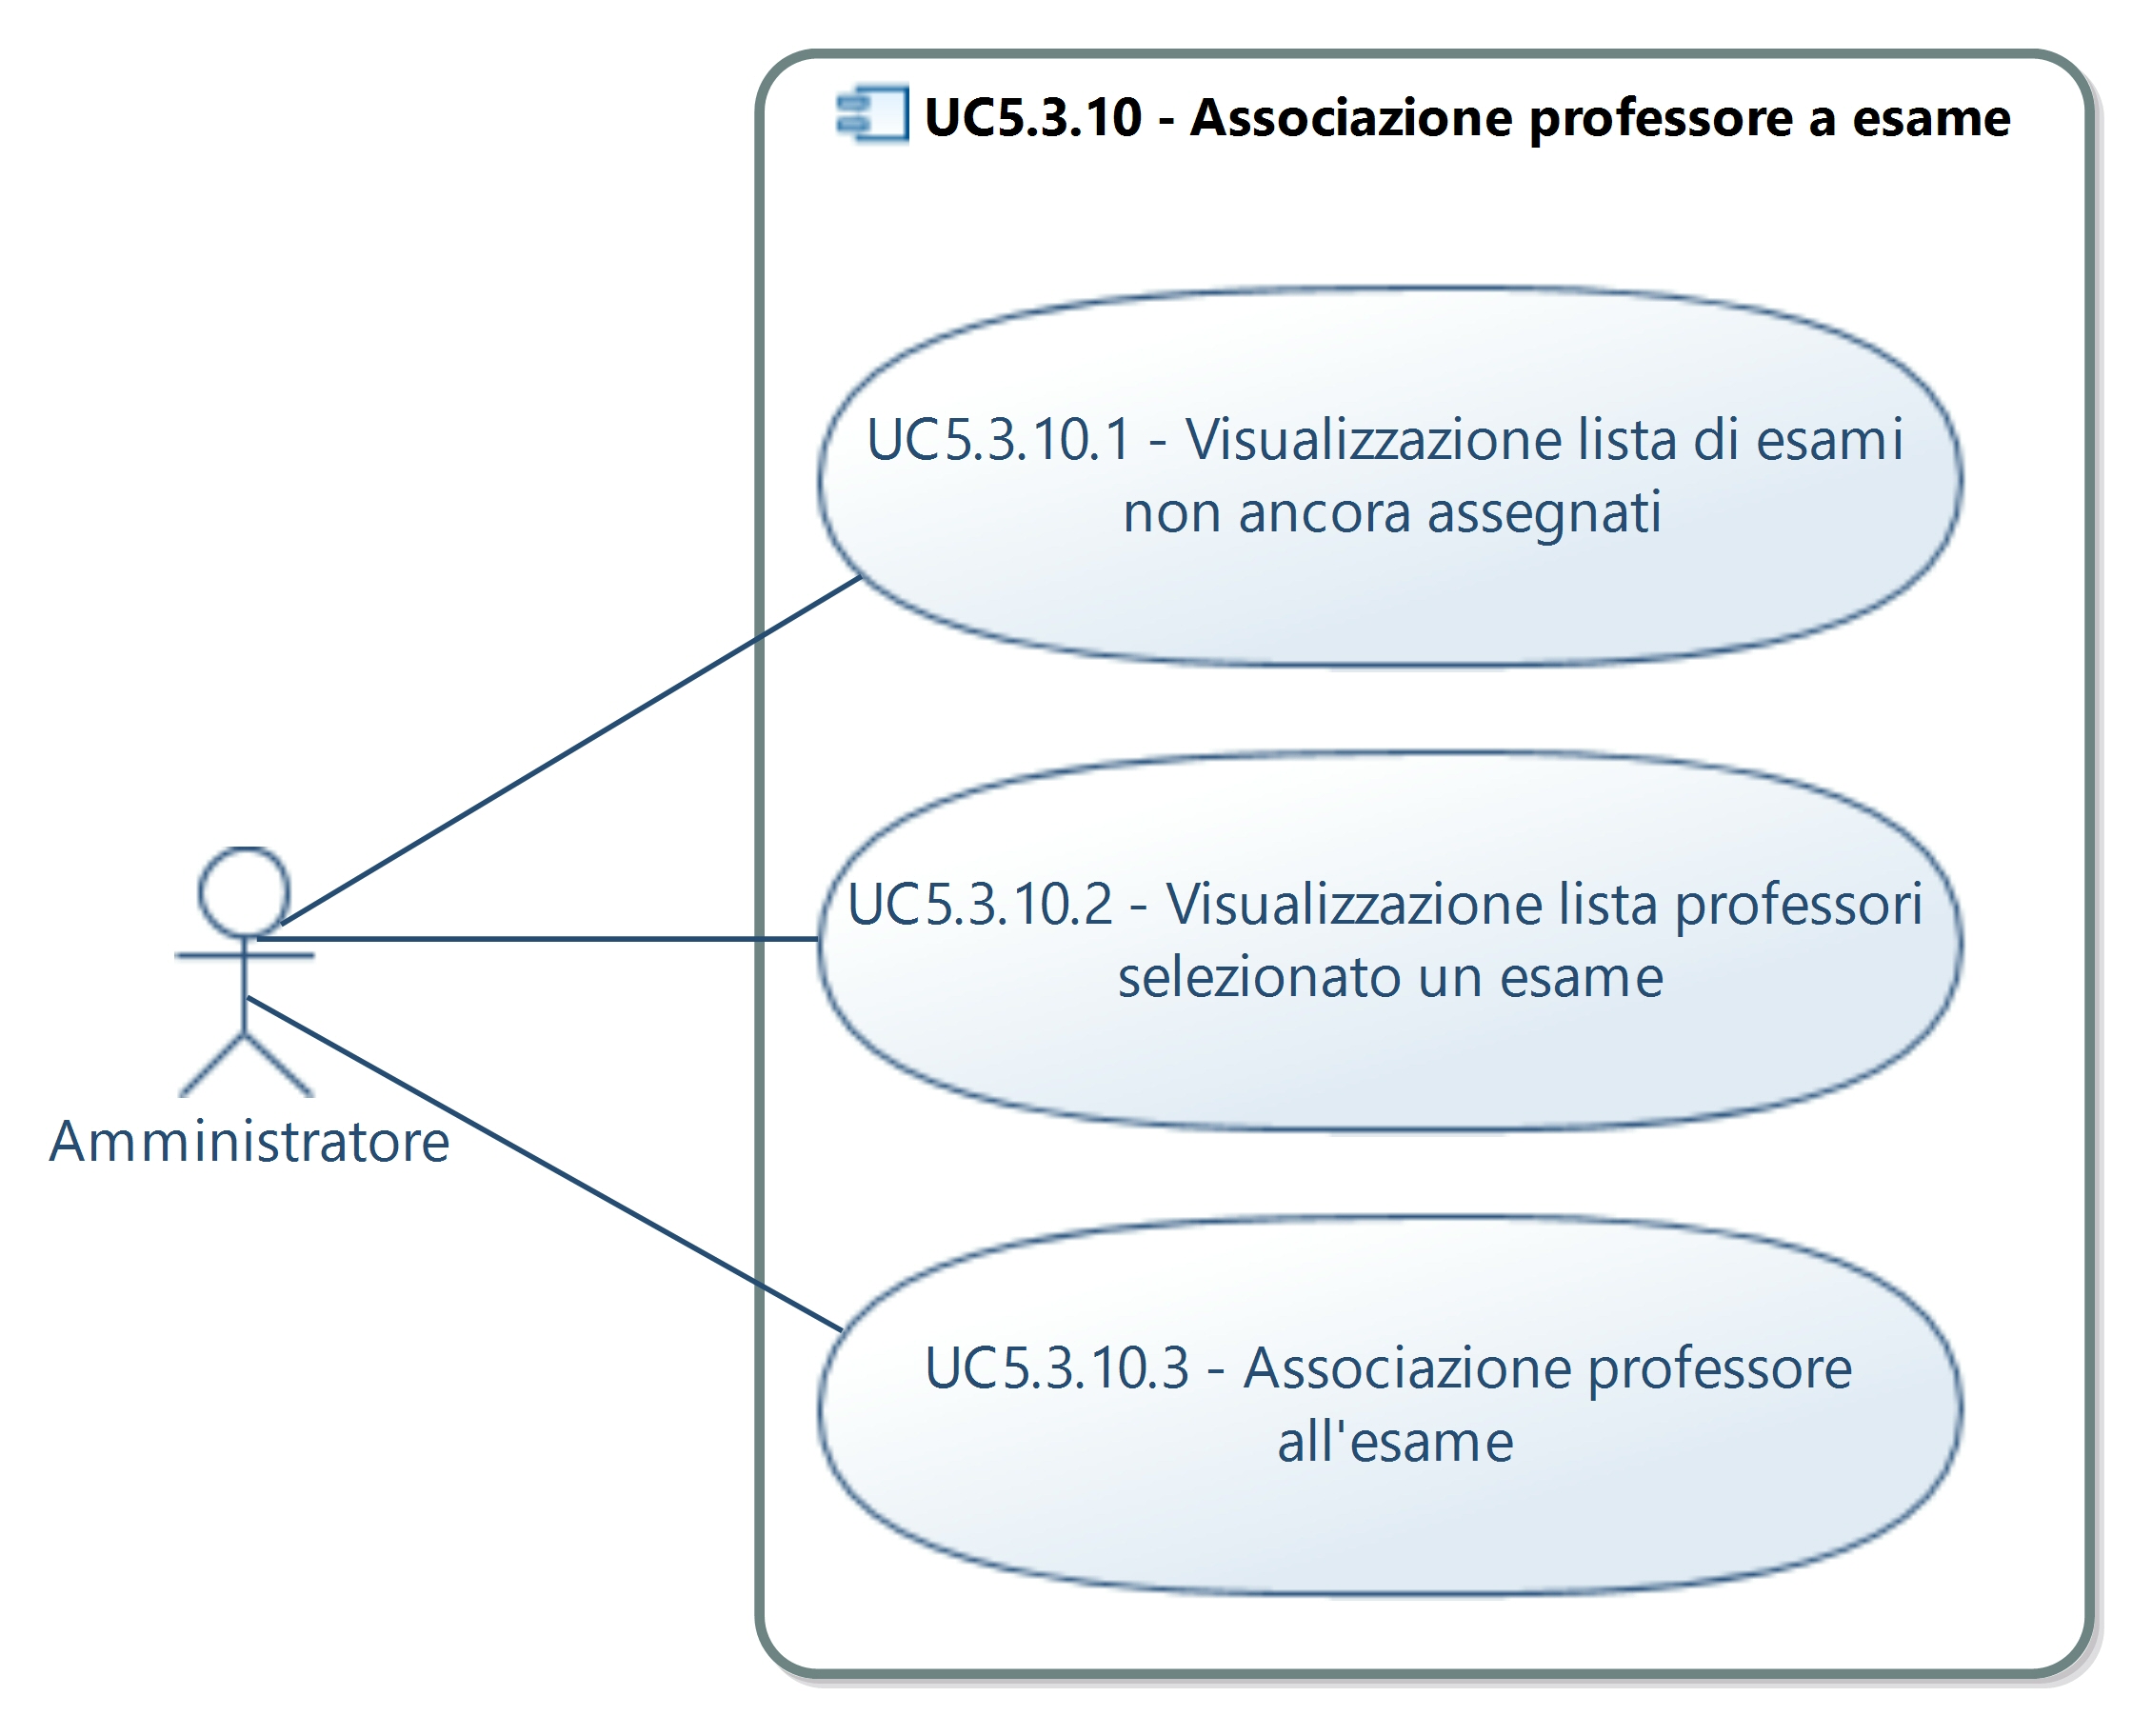 UC5.3.10 - Associazione professore a esame
UC5.3.10.1 - Visualizzazione lista di esami
non ancora assegnati
UC5.3.10.2 - Visualizzazione lista professori
selezionato un esame
Amministratore
UC5.3.10.3 - Associazione professore
all'esame